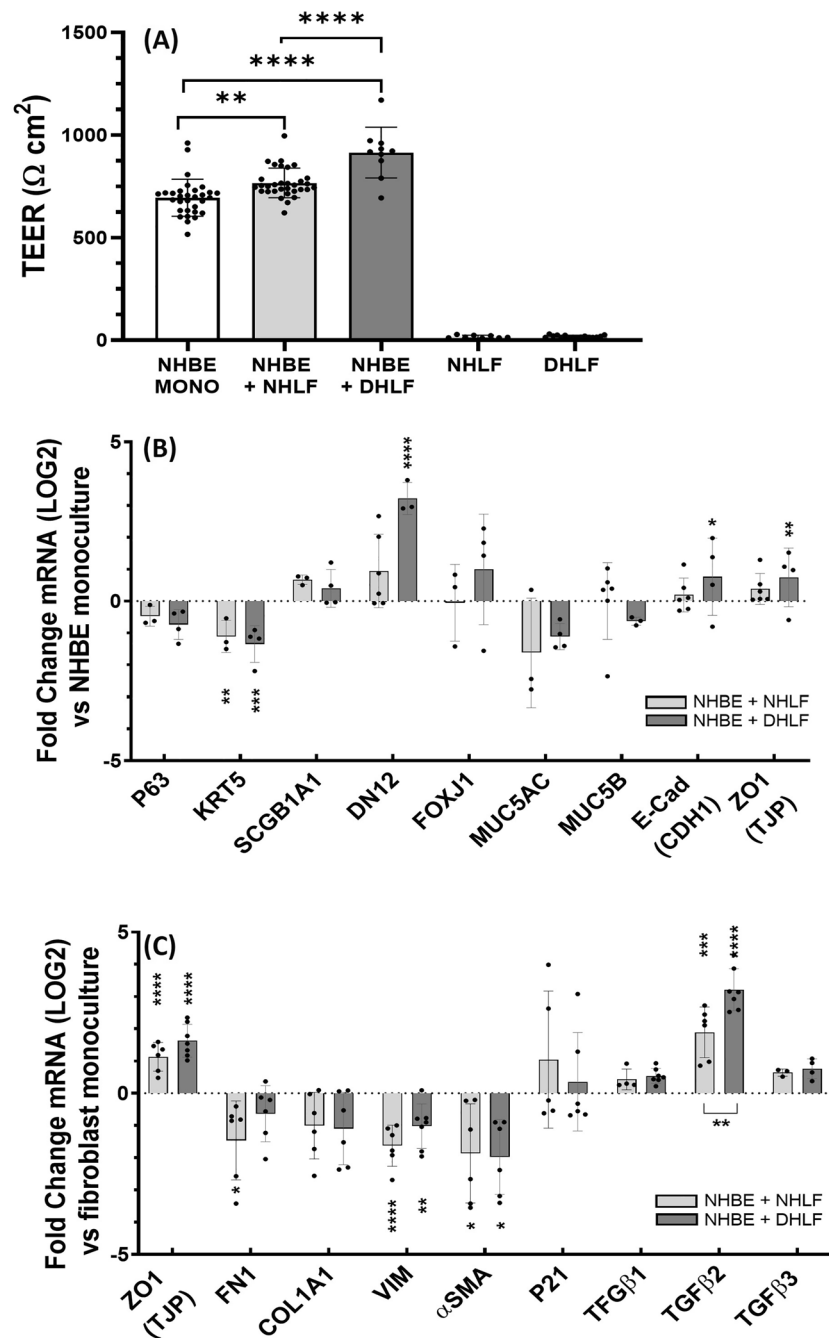 (A)
****
****
**
1500
1000
500
0
TEER (Ω cm²)
NHBE
MONO
NHBE
+ NHLF
NHBE
+ DHLF
NHLF
DHLF
(B)
Fold Change mRNA (LOG2)
vs NHBE monoculture
5
0
-5
**
***
****
*
**
NHBE + NHLF
NHBE + DHLF
P63
KRT5
SCGB1A1
DN12
FOXJ1
MUC5AC
MUC5B
E-Cad
(CDH1)
ZO1
(TJP)
(C)
Fold Change mRNA (LOG2)
vs fibroblast monoculture
5
0
-5
****
****
*
****
**
*
*
***
****
**
NHBE + NHLF
NHBE + DHLF
ZO1
(TJP)
FN1
COL1A1
VIM
αSMA
P21
TFGβ1
TGFβ2
TGFβ3